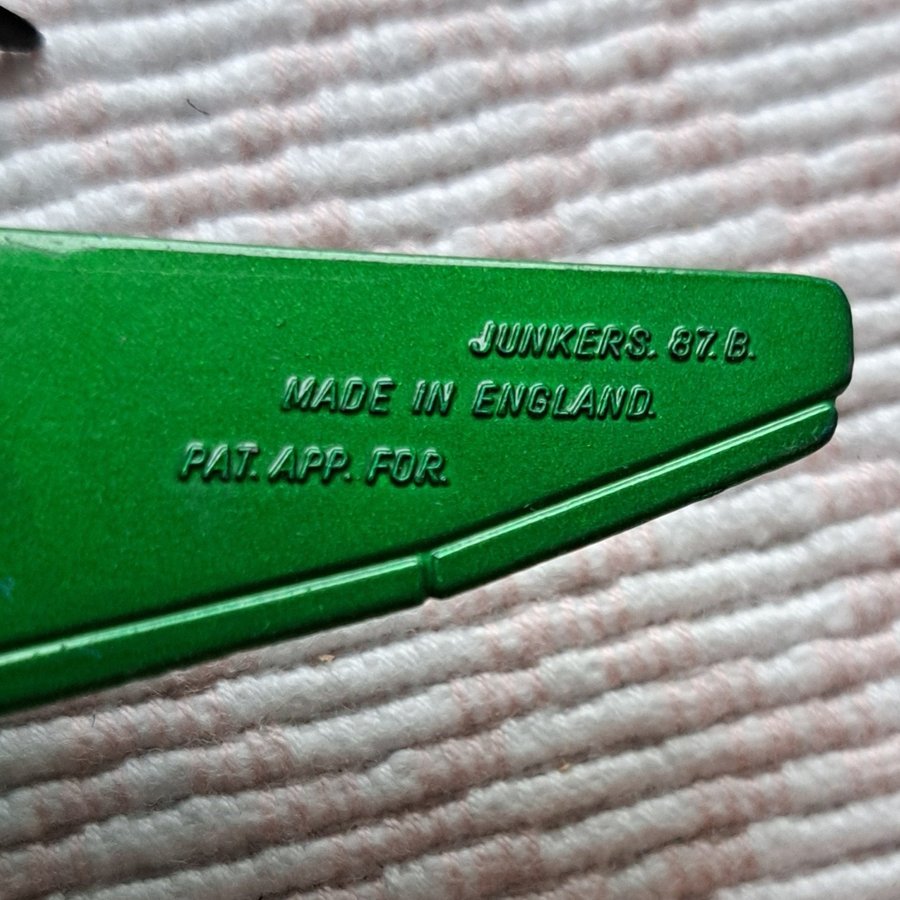 JUNKERS. 87. B.
MADE IN ENGLAND.
PAT. APP. FOR.